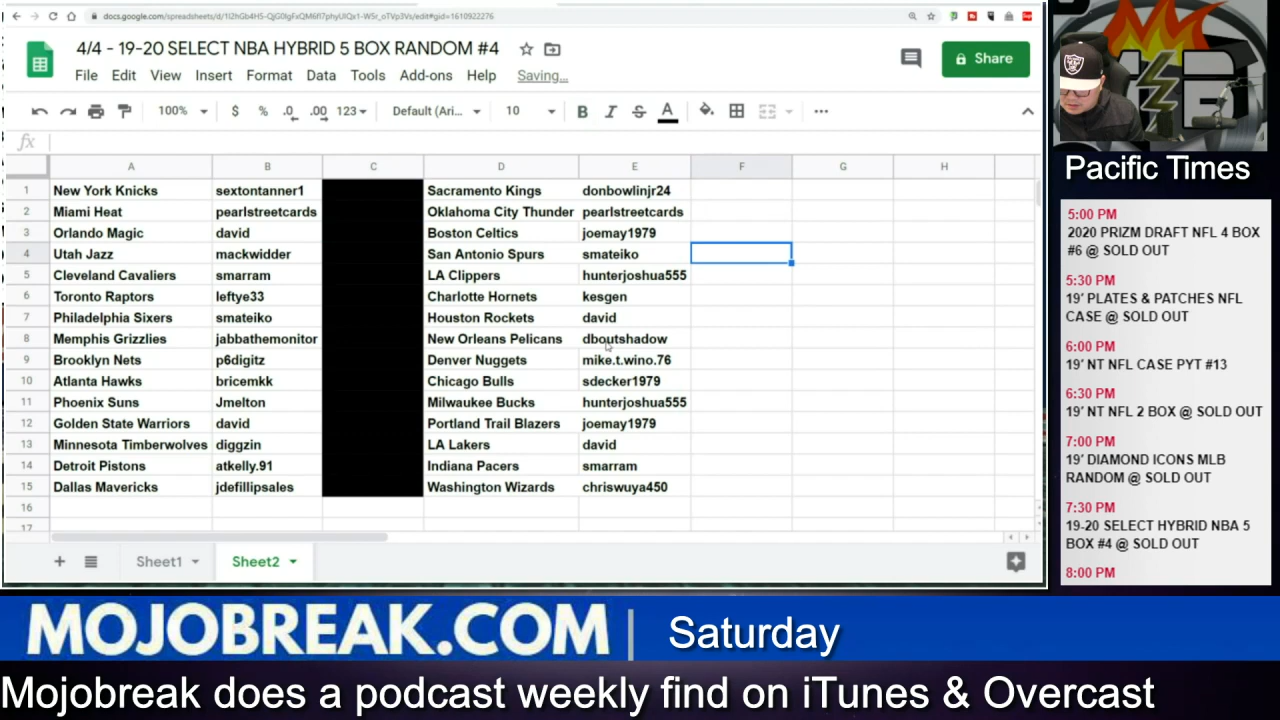 docs.google.com/spreadsheets/d/
4/4 - 19-20 SELECT NBA HYBRID 5 BOX RANDOM #4
File Edit View Insert Format Data Tools Add-ons Help Saving...
Share
100% $ % .0 .00 123 Default (Ari... 10 B I S A
fx
A B C D E F G H
1 New York Knicks sextontanner1 Sacramento Kings donbowlinjr24
2 Miami Heat pearlstreetcards Oklahoma City Thunder pearlstreetcards
3 Orlando Magic david Boston Celtics joemay1979
4 Utah Jazz mackwidder San Antonio Spurs smateiko
5 Cleveland Cavaliers smarram LA Clippers hunterjoshua555
6 Toronto Raptors leftye33 Charlotte Hornets kesgen
7 Philadelphia Sixers smateiko Houston Rockets david
8 Memphis Grizzlies jabbathemonitor New Orleans Pelicans dboutshadow
9 Brooklyn Nets p6digitz Denver Nuggets mike.t.wino.76
10 Atlanta Hawks bricemkk Chicago Bulls sdecker1979
11 Phoenix Suns Jmelton Milwaukee Bucks hunterjoshua555
12 Golden State Warriors david Portland Trail Blazers joemay1979
13 Minnesota Timberwolves diggzin LA Lakers david
14 Detroit Pistons atkelly.91 Indiana Pacers smarram
15 Dallas Mavericks jdefillipsales Washington Wizards chriswuya450
16
17
Sheet1 Sheet2
Pacific Times
5:00 PM
2020 PRIZM DRAFT NFL 4 BOX
#6 @ SOLD OUT
5:30 PM
19' PLATES & PATCHES NFL
CASE @ SOLD OUT
6:00 PM
19' NT NFL CASE PYT #13
6:30 PM
19' NT NFL 2 BOX @ SOLD OUT
7:00 PM
19' DIAMOND ICONS MLB
RANDOM @ SOLD OUT
7:30 PM
19-20 SELECT HYBRID NBA 5
BOX #4 @ SOLD OUT
8:00 PM
MOJOBREAK.COM | Saturday
Mojobreak does a podcast weekly find on iTunes & Overcast